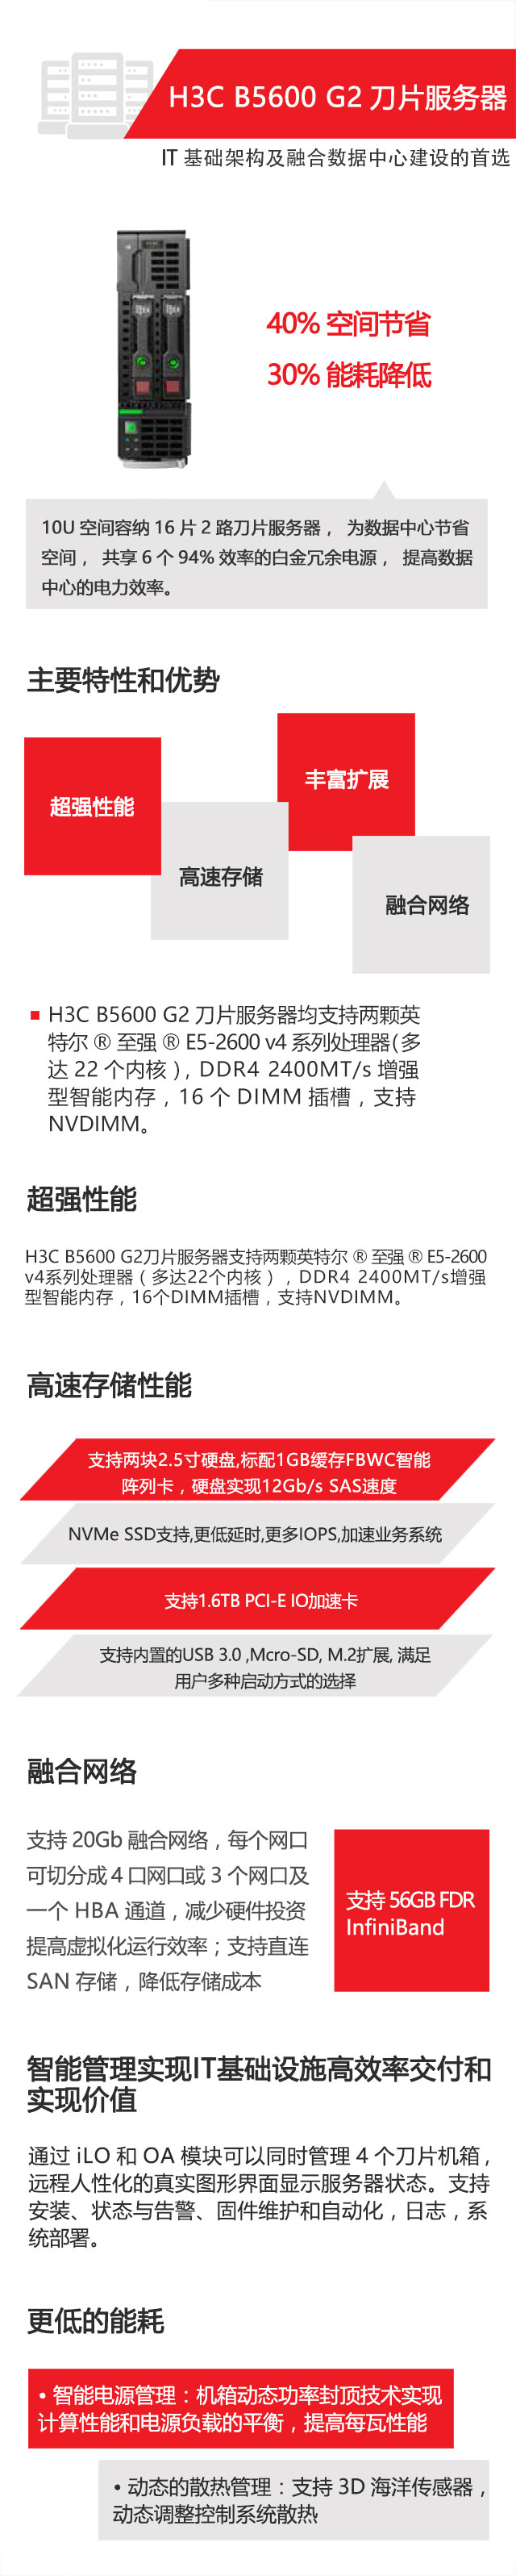 H3C B5600 G2 刀片服务器
IT 基础架构及融合数据中心建设的首选
40% 空间节省
30% 能耗降低
10U 空间容纳 16 片 2 路刀片服务器， 为数据中心节省
空间， 共享 6 个 94% 效率的白金冗余电源， 提高数据
中心的电力效率。
主要特性和优势
超强性能
丰富扩展
高速存储
融合网络
H3C B5600 G2 刀片服务器均支持两颗英
特尔 ® 至强 ® E5-2600 v4 系列处理器(多
达 22 个内核 )，DDR4 2400MT/s 增强
型智能内存，16 个 DIMM 插槽，支持
NVDIMM。
超强性能
H3C B5600 G2刀片服务器支持两颗英特尔 ® 至强 ® E5-2600
v4系列处理器（多达22个内核），DDR4 2400MT/s增强
型智能内存，16个DIMM插槽，支持NVDIMM。
高速存储性能
支持两块2.5寸硬盘,标配1GB缓存FBWC智能
阵列卡，硬盘实现12Gb/s SAS速度
NVMe SSD支持,更低延时,更多IOPS,加速业务系统
支持1.6TB PCI-E IO加速卡
支持内置的USB 3.0 ,Mcro-SD, M.2扩展, 满足
用户多种启动方式的选择
融合网络
支持 20Gb 融合网络，每个网口
可切分成 4 口网口或 3 个网口及
一个 HBA 通道，减少硬件投资
提高虚拟化运行效率；支持直连
SAN 存储，降低存储成本
支持 56GB FDR
InfiniBand
智能管理实现IT基础设施高效率交付和
实现价值
通过 iLO 和 OA 模块可以同时管理 4 个刀片机箱，
远程人性化的真实图形界面显示服务器状态。支持
安装、状态与告警、固件维护和自动化，日志，系
统部署。
更低的能耗
• 智能电源管理：机箱动态功率封顶技术实现
计算性能和电源负载的平衡，提高每瓦性能
• 动态的散热管理：支持 3D 海洋传感器，
动态调整控制系统散热